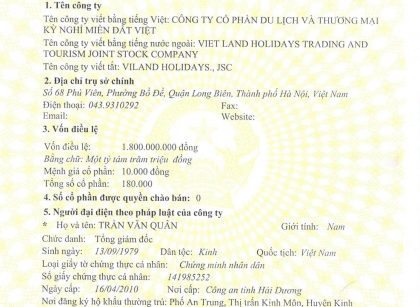 1. Tên công ty
Tên công ty viết bằng tiếng Việt: CÔNG TY CỔ PHẦN DU LỊCH VÀ THƯƠNG MẠI
KỲ NGHỈ MIỀN ĐẤT VIỆT
Tên công ty viết bằng tiếng nước ngoài: VIET LAND HOLIDAYS TRADING AND
TOURISM JOINT STOCK COMPANY
Tên công ty viết tắt: VILAND HOLIDAYS., JSC
2. Địa chỉ trụ sở chính
Số 68 Phú Viên, Phường Bồ Đề, Quận Long Biên, Thành phố Hà Nội, Việt Nam
Điện thoại: 043.9310292 Fax:
Email: Website:
3. Vốn điều lệ
Vốn điều lệ: 1.800.000.000 đồng
Bằng chữ: Một tỷ tám trăm triệu đồng
Mệnh giá cổ phần: 10.000 đồng
Tổng số cổ phần: 180.000
4. Số cổ phần được quyền chào bán: 0
5. Người đại diện theo pháp luật của công ty
* Họ và tên: TRẦN VĂN QUÂN Giới tính: Nam
Chức danh: Tổng giám đốc
Sinh ngày: 13/09/1979 Dân tộc: Kinh Quốc tịch: Việt Nam
Loại giấy tờ chứng thực cá nhân: Chứng minh nhân dân
Số giấy chứng thực cá nhân: 141985252
Ngày cấp: 16/04/2010 Nơi cấp: Công an tỉnh Hải Dương
Nơi đăng ký hộ khẩu thường trú: Phố An Trung, Thị trấn Kinh Môn, Huyện Kinh